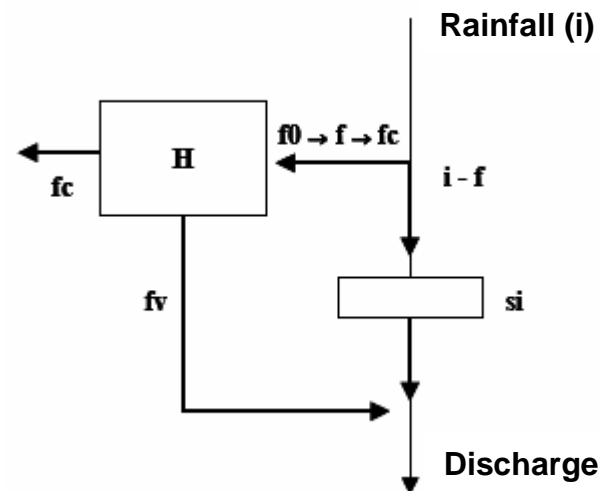 Rainfall (i)
f0 → f → fc
H
fc
i - f
fv
si
Discharge